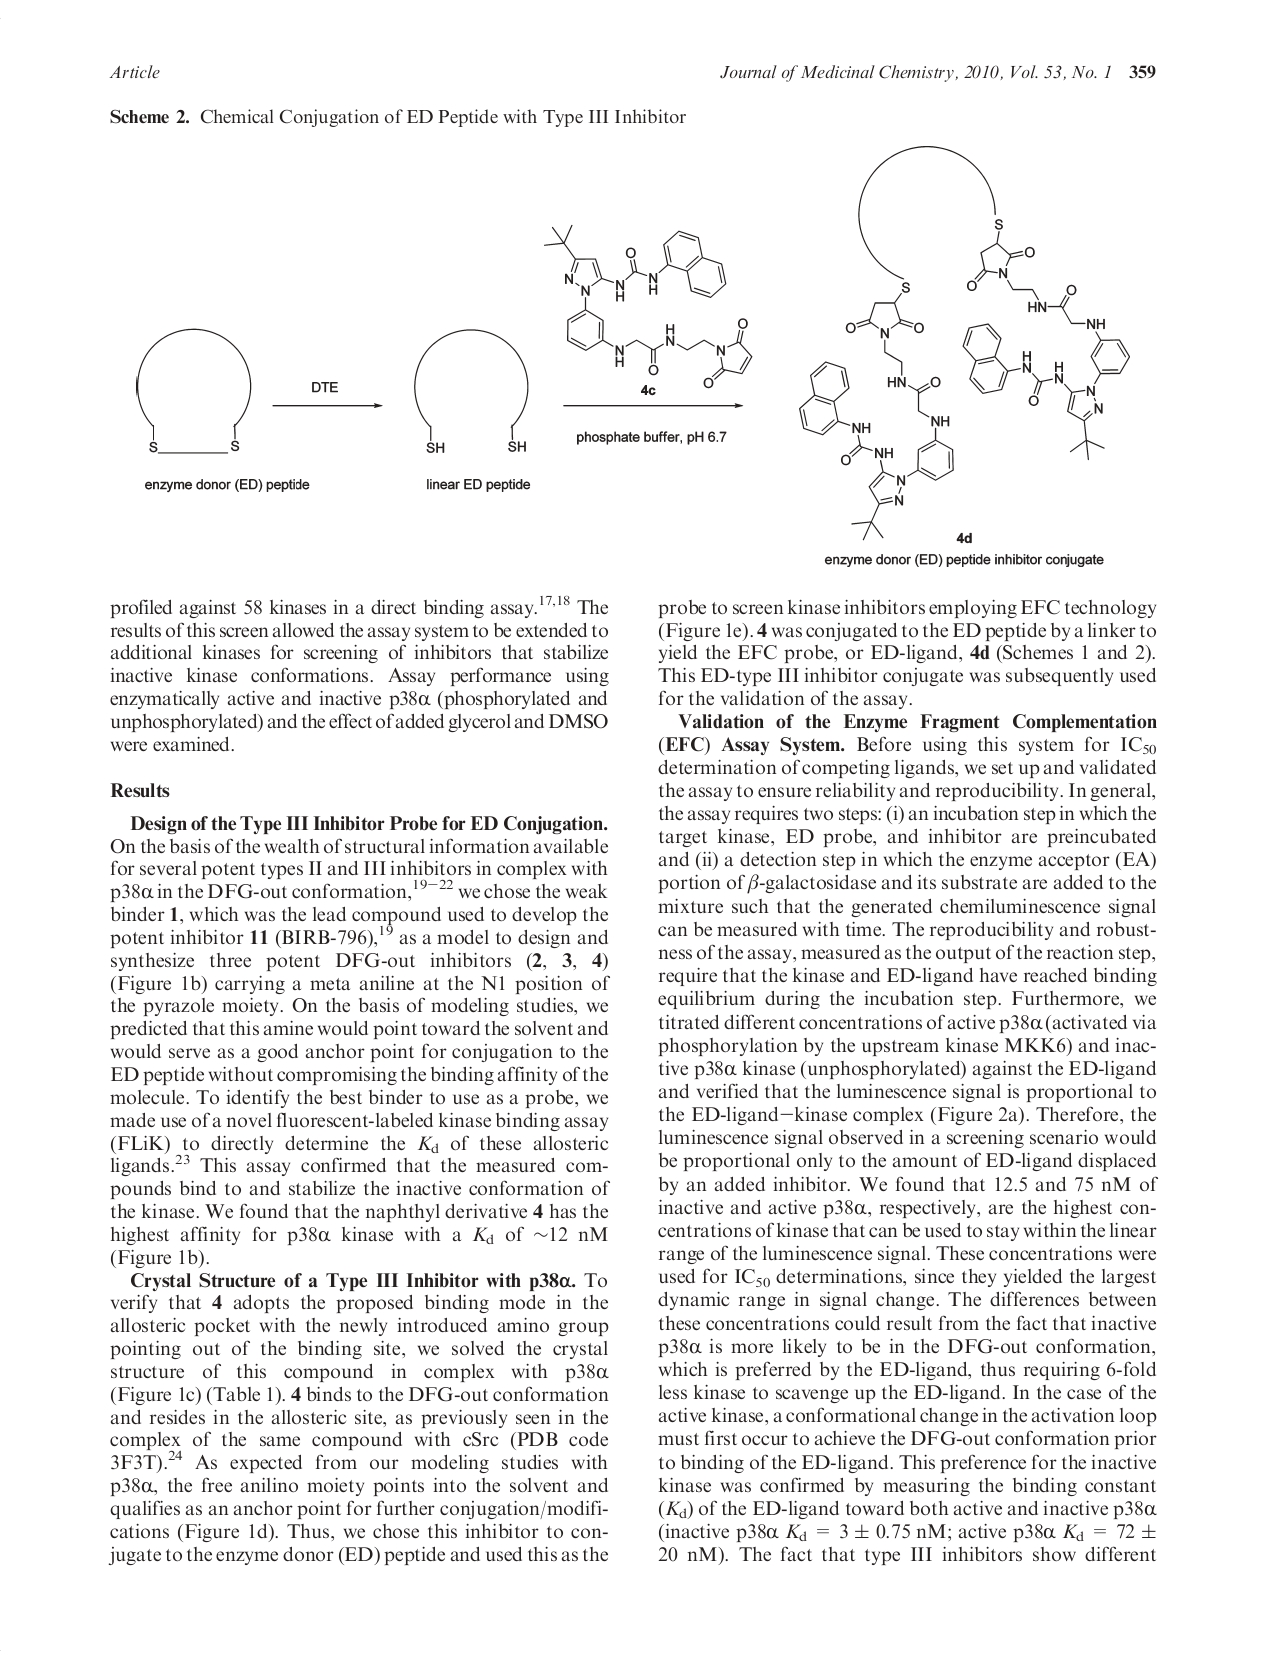 Article
Journal of Medicinal Chemistry, 2010, Vol. 53, No. 1 359
Scheme 2. Chemical Conjugation of ED Peptide with Type III Inhibitor
S
S
enzyme donor (ED) peptide
DTE
SH
SH
linear ED peptide
N
N
N
H
O
N
H
N
H
O
H
N
N
O
O
4c
phosphate buffer, pH 6.7
S
O
N
O
HN
O
NH
NH
O
NH
N
N
S
O
N
O
HN
O
NH
H
N
O
H
N
N
N
4d
enzyme donor (ED) peptide inhibitor conjugate
profiled against 58 kinases in a direct binding assay.17,18 The
results of this screen allowed the assay system to be extended to
additional kinases for screening of inhibitors that stabilize
inactive kinase conformations. Assay performance using
enzymatically active and inactive p38α (phosphorylated and
unphosphorylated) and the effect of added glycerol and DMSO
were examined.
Results
Design of the Type III Inhibitor Probe for ED Conjugation.
On the basis of the wealth of structural information available
for several potent types II and III inhibitors in complex with
p38α in the DFG-out conformation,19−22 we chose the weak
binder 1, which was the lead compound used to develop the
potent inhibitor 11 (BIRB-796),19 as a model to design and
synthesize three potent DFG-out inhibitors (2, 3, 4)
(Figure 1b) carrying a meta aniline at the N1 position of
the pyrazole moiety. On the basis of modeling studies, we
predicted that this amine would point toward the solvent and
would serve as a good anchor point for conjugation to the
ED peptide without compromising the binding affinity of the
molecule. To identify the best binder to use as a probe, we
made use of a novel fluorescent-labeled kinase binding assay
(FLiK) to directly determine the Kd of these allosteric
ligands.23 This assay confirmed that the measured com-
pounds bind to and stabilize the inactive conformation of
the kinase. We found that the naphthyl derivative 4 has the
highest affinity for p38α kinase with a Kd of ∼12 nM
(Figure 1b).
Crystal Structure of a Type III Inhibitor with p38α. To
verify that 4 adopts the proposed binding mode in the
allosteric pocket with the newly introduced amino group
pointing out of the binding site, we solved the crystal
structure of this compound in complex with p38α
(Figure 1c) (Table 1). 4 binds to the DFG-out conformation
and resides in the allosteric site, as previously seen in the
complex of the same compound with cSrc (PDB code
3F3T).24 As expected from our modeling studies with
p38α, the free anilino moiety points into the solvent and
qualifies as an anchor point for further conjugation/modifi-
cations (Figure 1d). Thus, we chose this inhibitor to con-
jugate to the enzyme donor (ED) peptide and used this as the
probe to screen kinase inhibitors employing EFC technology
(Figure 1e). 4 was conjugated to the ED peptide by a linker to
yield the EFC probe, or ED-ligand, 4d (Schemes 1 and 2).
This ED-type III inhibitor conjugate was subsequently used
for the validation of the assay.
Validation of the Enzyme Fragment Complementation
(EFC) Assay System. Before using this system for IC50
determination of competing ligands, we set up and validated
the assay to ensure reliability and reproducibility. In general,
the assay requires two steps: (i) an incubation step in which the
target kinase, ED probe, and inhibitor are preincubated
and (ii) a detection step in which the enzyme acceptor (EA)
portion of β-galactosidase and its substrate are added to the
mixture such that the generated chemiluminescence signal
can be measured with time. The reproducibility and robust-
ness of the assay, measured as the output of the reaction step,
require that the kinase and ED-ligand have reached binding
equilibrium during the incubation step. Furthermore, we
titrated different concentrations of active p38α (activated via
phosphorylation by the upstream kinase MKK6) and inac-
tive p38α kinase (unphosphorylated) against the ED-ligand
and verified that the luminescence signal is proportional to
the ED-ligand−kinase complex (Figure 2a). Therefore, the
luminescence signal observed in a screening scenario would
be proportional only to the amount of ED-ligand displaced
by an added inhibitor. We found that 12.5 and 75 nM of
inactive and active p38α, respectively, are the highest con-
centrations of kinase that can be used to stay within the linear
range of the luminescence signal. These concentrations were
used for IC50 determinations, since they yielded the largest
dynamic range in signal change. The differences between
these concentrations could result from the fact that inactive
p38α is more likely to be in the DFG-out conformation,
which is preferred by the ED-ligand, thus requiring 6-fold
less kinase to scavenge up the ED-ligand. In the case of the
active kinase, a conformational change in the activation loop
must first occur to achieve the DFG-out conformation prior
to binding of the ED-ligand. This preference for the inactive
kinase was confirmed by measuring the binding constant
(Kd) of the ED-ligand toward both active and inactive p38α
(inactive p38α Kd = 3 ± 0.75 nM; active p38α Kd = 72 ±
20 nM). The fact that type III inhibitors show different